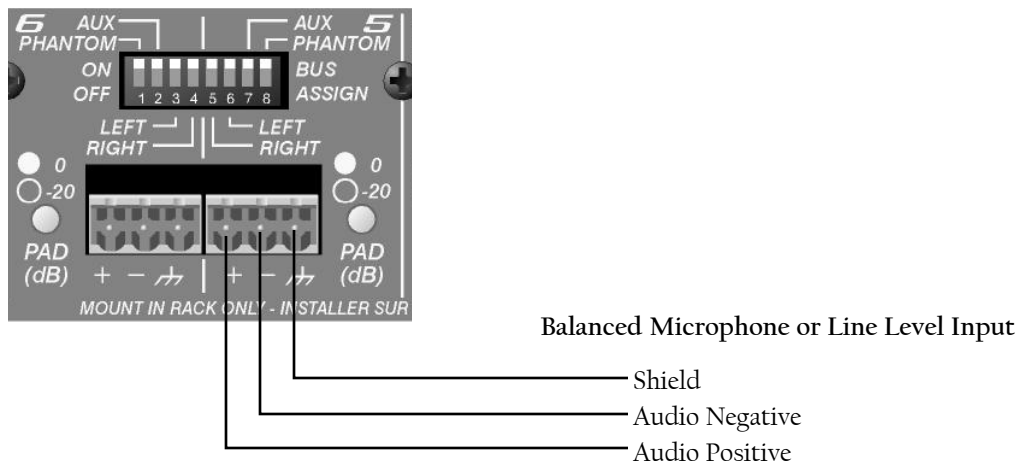 6 AUX AUX 5
PHANTOM PHANTOM
ON BUS
OFF 1 2 3 4 5 6 7 8 ASSIGN
LEFT LEFT
RIGHT RIGHT
0 0
-20 -20
PAD PAD
(dB) + - + - (dB)
MOUNT IN RACK ONLY - INSTALLER SUR
Balanced Microphone or Line Level Input
Shield
Audio Negative
Audio Positive